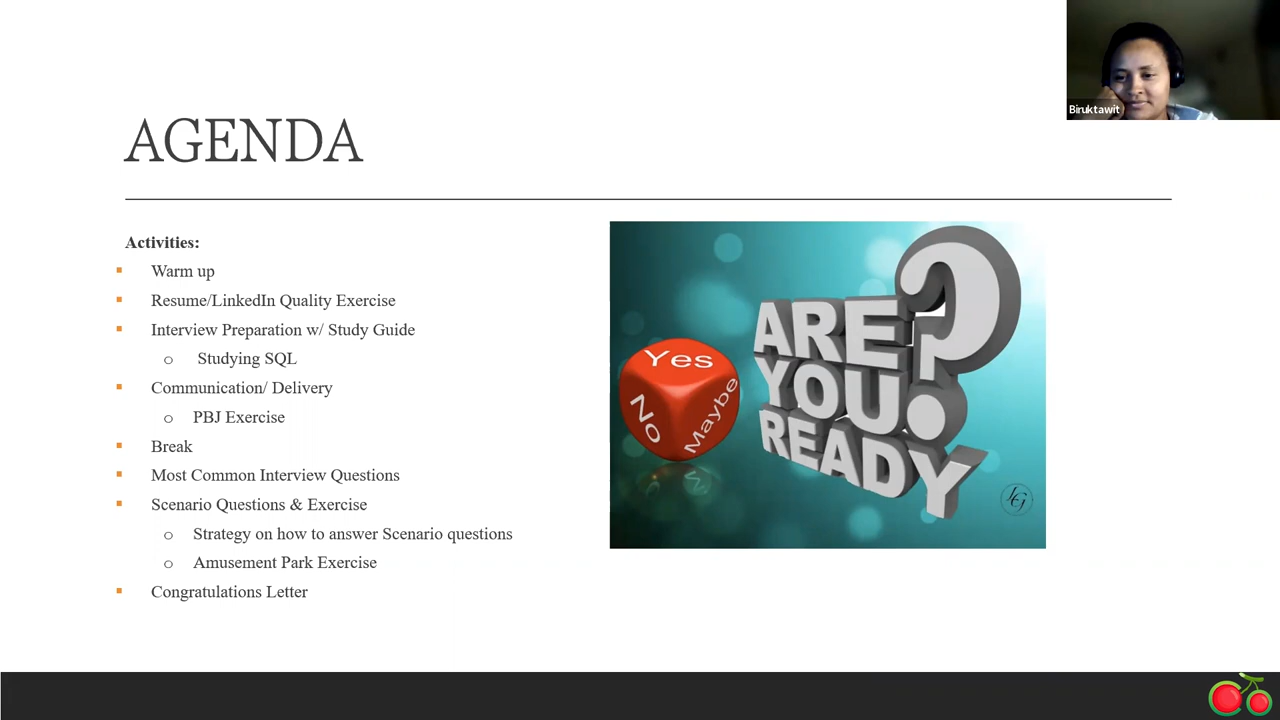 Biruktawit
AGENDA
Activities:
Warm up
Resume/LinkedIn Quality Exercise
Interview Preparation w/ Study Guide
Studying SQL
Communication/ Delivery
PBJ Exercise
Break
Most Common Interview Questions
Scenario Questions & Exercise
Strategy on how to answer Scenario questions
Amusement Park Exercise
Congratulations Letter
Yes
No
Maybe
ARE
YOU
READY
?